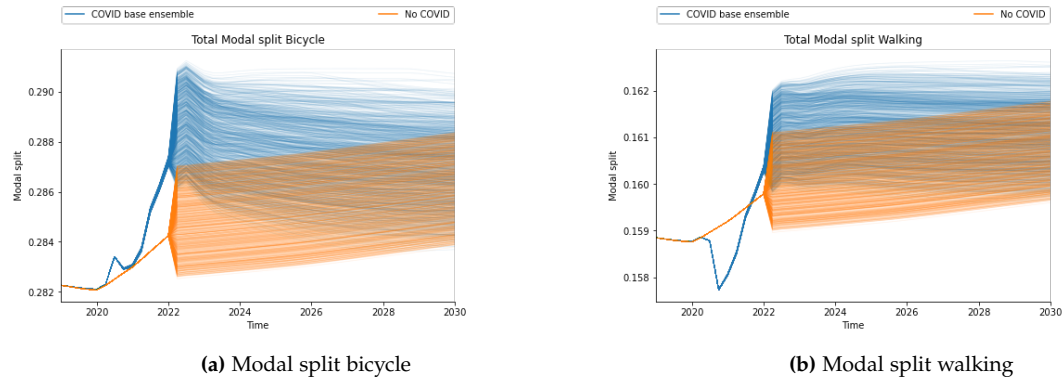 COVID base ensemble No COVID
Total Modal split Bicycle
0.290
0.288
0.286
0.284
0.282
Modal split
2020 2022 2024 2026 2028 2030
Time
(a) Modal split bicycle
COVID base ensemble No COVID
Total Modal split Walking
0.162
0.161
0.160
0.159
0.158
Modal split
2020 2022 2024 2026 2028 2030
Time
(b) Modal split walking